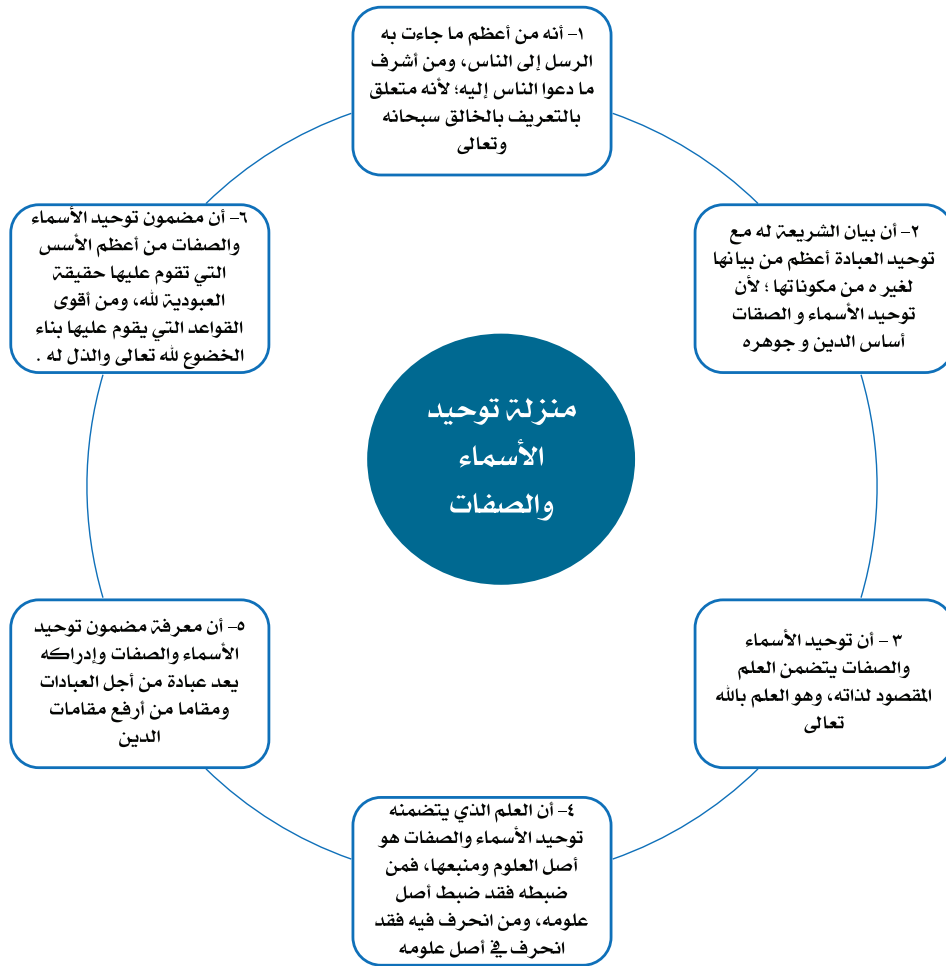 ١- أنه من أعظم ما جاءت به
الرسل إلى الناس، ومن أشرف
ما دعوا الناس إليه؛ لأنه متعلق
بالتعريف بالخالق سبحانه
وتعالى
٢- أن بيان الشريعة له مع
توحيد العبادة أعظم من بيانها
لغير ه من مكوناتها ؛ لأن
توحيد الأسماء و الصقات
أساس الدين و جوهره
٣ - أن توحيد الأسماء
والصفات يتضمن العلم
المقصود لذاته، وهو العلم بالله
تعالى
٤- أن العلم الذي يتضمنه
توحيد الأسماء والصفات هو
أصل العلوم ومنبعها، فمن
ضبطه فقد ضبط أصل
علومه، ومن انحرف فيه فقد
انحرف في أصل علومه
٥- أن معرفة مضمون توحيد
الأسماء والصفات وإدراكه
يعد عبادة من أجل العبادات
ومقاما من أرفع مقامات
الدين
٦- أن مضمون توحيد الأسماء
والصفات من أعظم الأسس
التي تقوم عليها حقيقة
العبودية لله، ومن أقوى
القواعد التي يقوم عليها بناء
الخضوع لله تعالى والذل له .
منزلة توحيد
الأسماء
والصفات